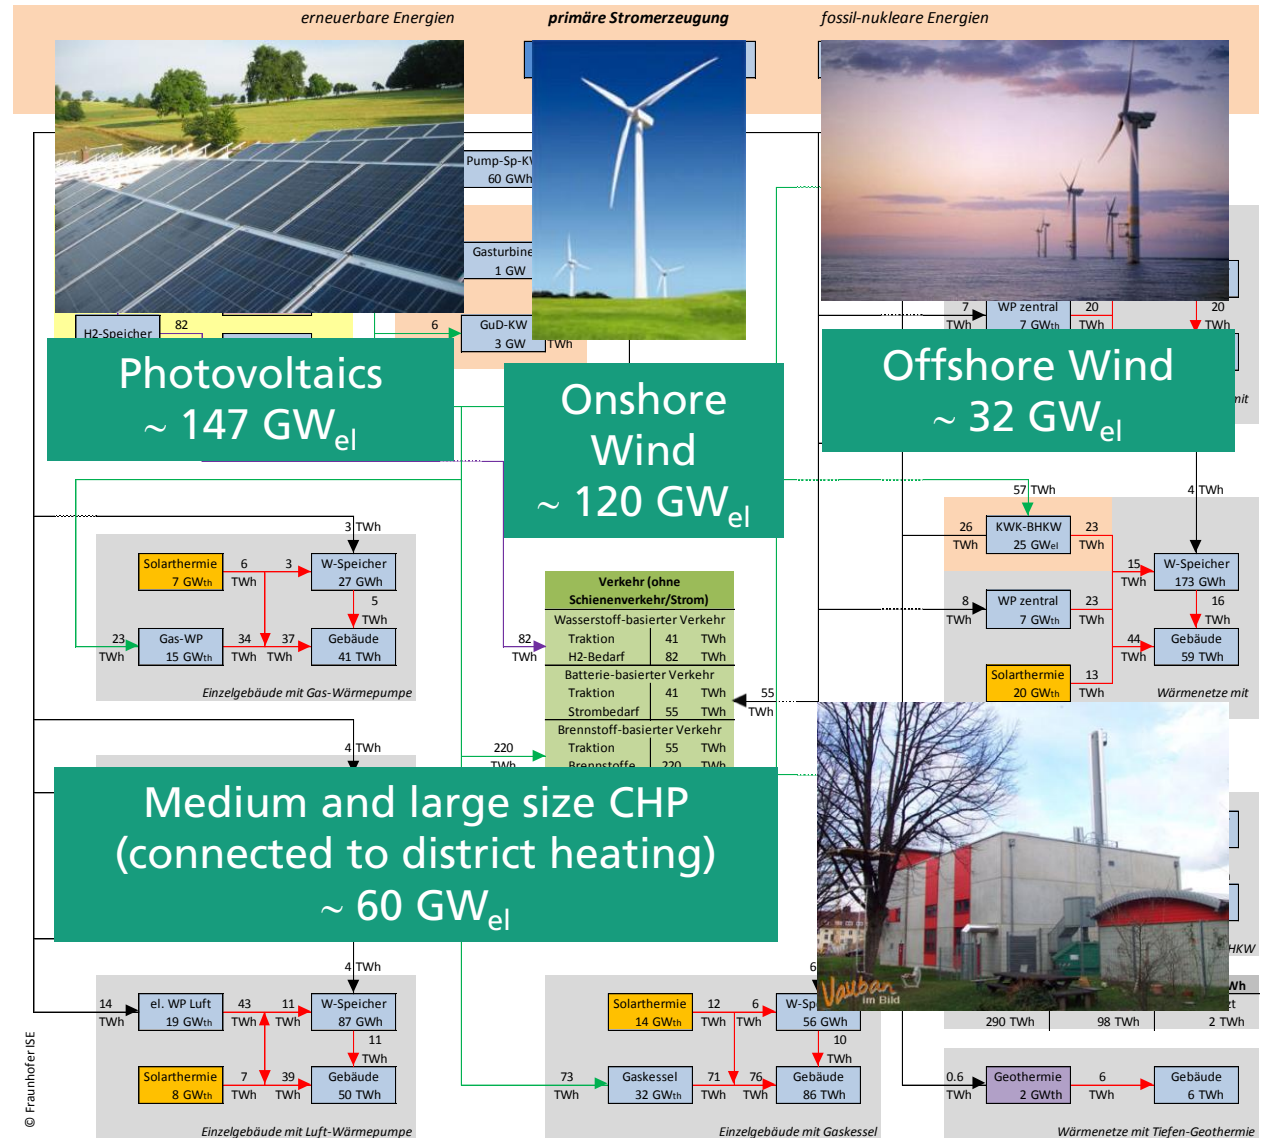 erneuerbare Energien
primäre Stromerzeugung
fossil-nukleare Energien
Pump-Sp-KW
60 GWh
Gasturbine
1 GW
6
GuD-KW
3 GW
TWh
H2-Speicher
82
7
TWh
WP zentral
7 GWth
20
TWh
20
TWh
Photovoltaics
~ 147 GWel
Onshore
Wind
~ 120 GWel
Offshore Wind
~ 32 GWel
mit
3 TWh
Solarthermie
7 GWth
6
TWh
3
W-Speicher
27 GWh
5
TWh
23
TWh
Gas-WP
15 GWth
34
TWh
37
TWh
Gebäude
41 TWh
Einzelgebäude mit Gas-Wärmepumpe
82
TWh
Verkehr (ohne
Schienenverkehr/Strom)
Wasserstoff-basierter Verkehr
Traktion 41 TWh
H2-Bedarf 82 TWh
Batterie-basierter Verkehr
Traktion 41 TWh
Strombedarf 55 TWh
Brennstoff-basierter Verkehr
Traktion 55 TWh
Brennstoffe 220 TWh
55
TWh
220
TWh
57 TWh
4 TWh
26
TWh
KWK-BHKW
25 GWel
23
TWh
15
TWh
W-Speicher
173 GWh
8
TWh
WP zentral
7 GWth
23
TWh
16
TWh
44
TWh
Gebäude
59 TWh
Solarthermie
20 GWth
13
TWh
Wärmenetze mit
4 TWh
Medium and large size CHP
(connected to district heating)
~ 60 GWel
Vauban
im Bild
HKW
Wh
zt
290 TWh
98 TWh
2 TWh
4 TWh
14
TWh
el. WP Luft
19 GWth
43
TWh
11
TWh
W-Speicher
87 GWh
11
TWh
Solarthermie
8 GWth
7
TWh
39
TWh
Gebäude
50 TWh
Einzelgebäude mit Luft-Wärmepumpe
6
Solarthermie
14 GWth
12
TWh
6
TWh
W-Sp
56 GWh
10
TWh
73
TWh
Gaskessel
32 GWth
71
TWh
76
TWh
Gebäude
86 TWh
Einzelgebäude mit Gaskessel
0.6
TWh
Geothermie
2 GWth
6
TWh
Gebäude
6 TWh
Wärmenetze mit Tiefen-Geothermie
© Fraunhofer ISE